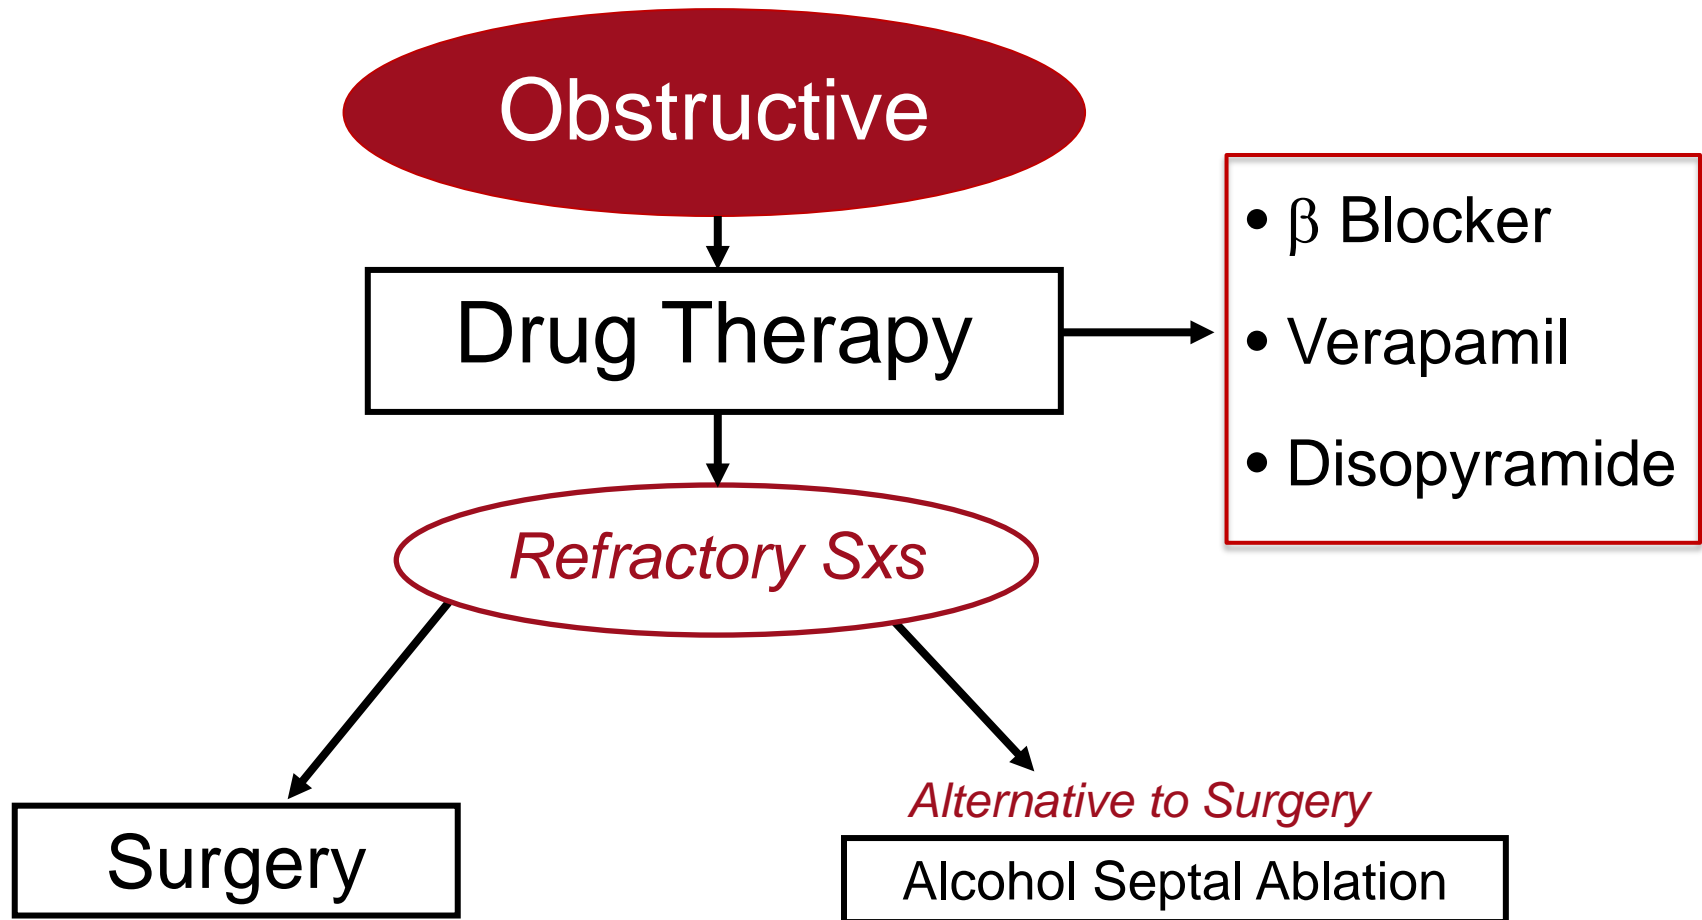 Obstructive
Drug Therapy
• β Blocker
• Verapamil
• Disopyramide
Refractory Sxs
Surgery
Alternative to Surgery
Alcohol Septal Ablation